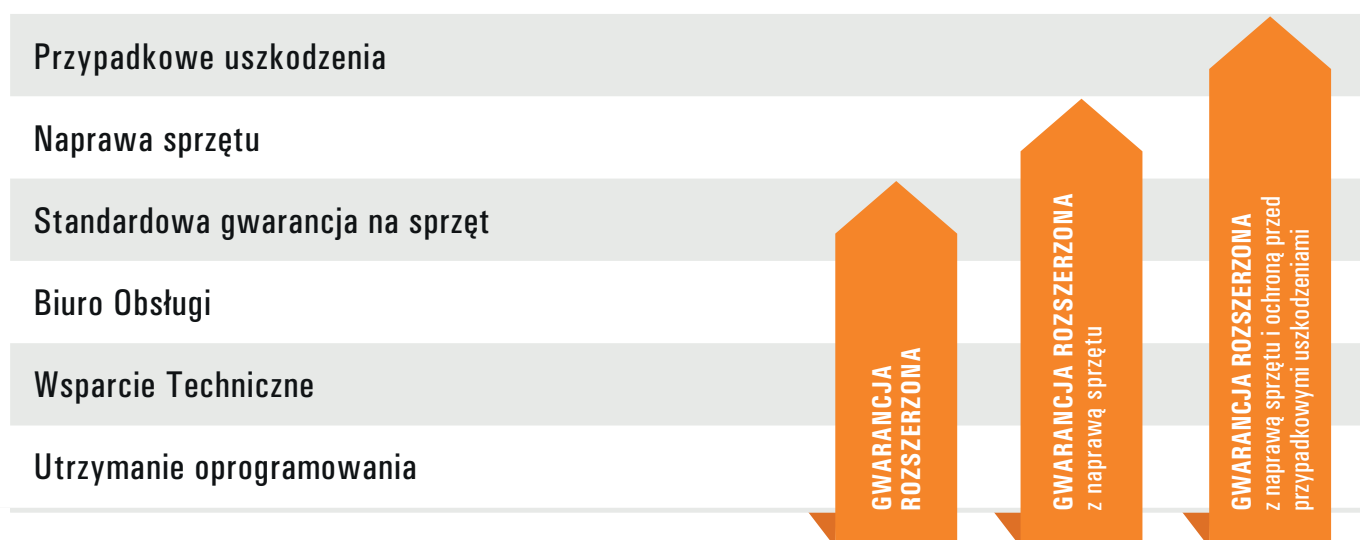 Przypadkowe uszkodzenia
Naprawa sprzętu
Standardowa gwarancja na sprzęt
Biuro Obsługi
Wsparcie Techniczne
Utrzymanie oprogramowania
GWARANCJA
ROZSZERZONA
GWARANCJA ROZSZERZONA
z naprawą sprzętu
GWARANCJA ROZSZERZONA
z naprawą sprzętu i ochroną przed
przypadkowymi uszkodzeniami